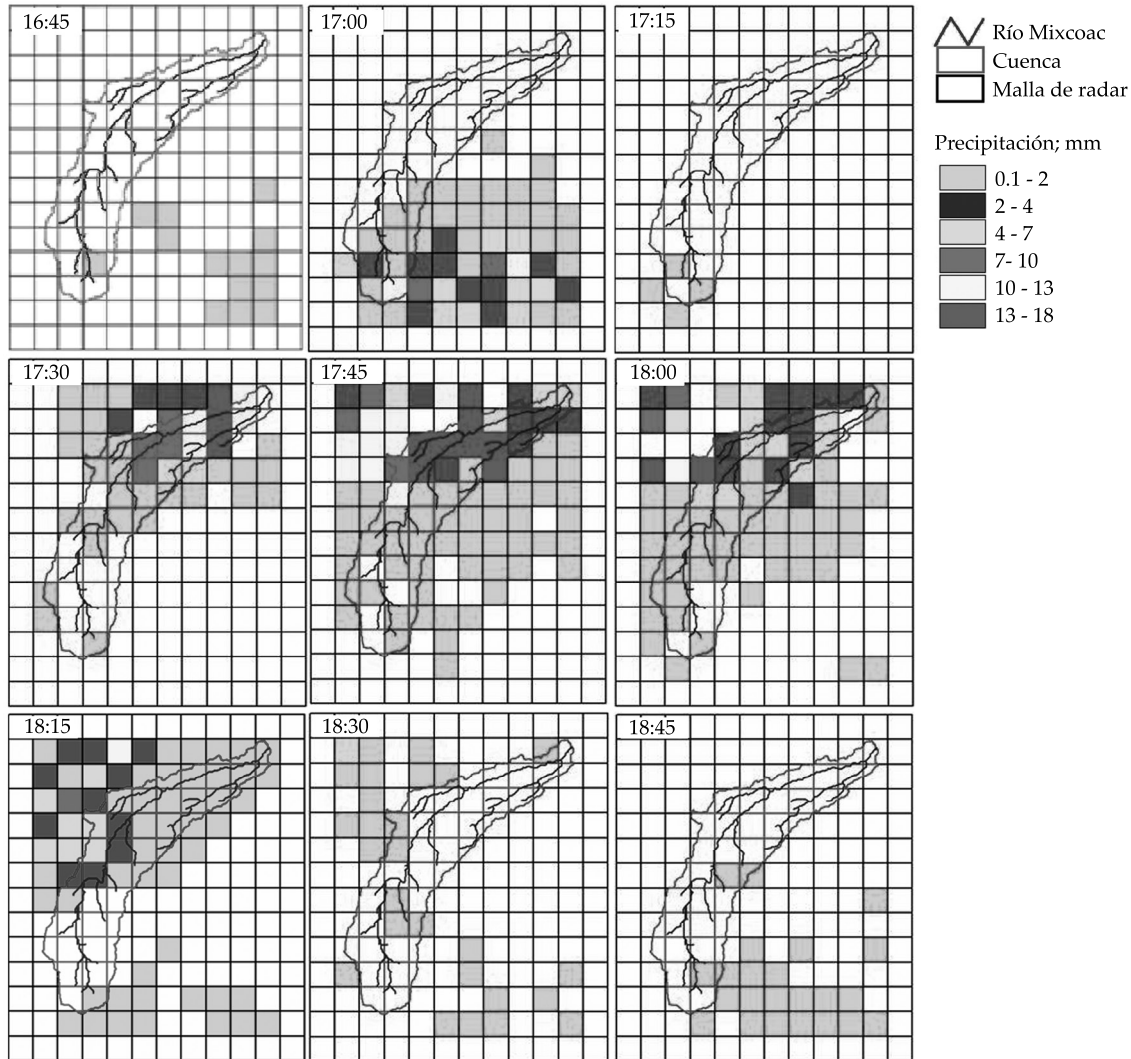 16:45
17:00
17:15
Río Mixcoac
Cuenca
Malla de radar
Precipitación; mm
0.1 - 2
2 - 4
4 - 7
7- 10
10 - 13
13 - 18
17:30
17:45
18:00
18:15
18:30
18:45